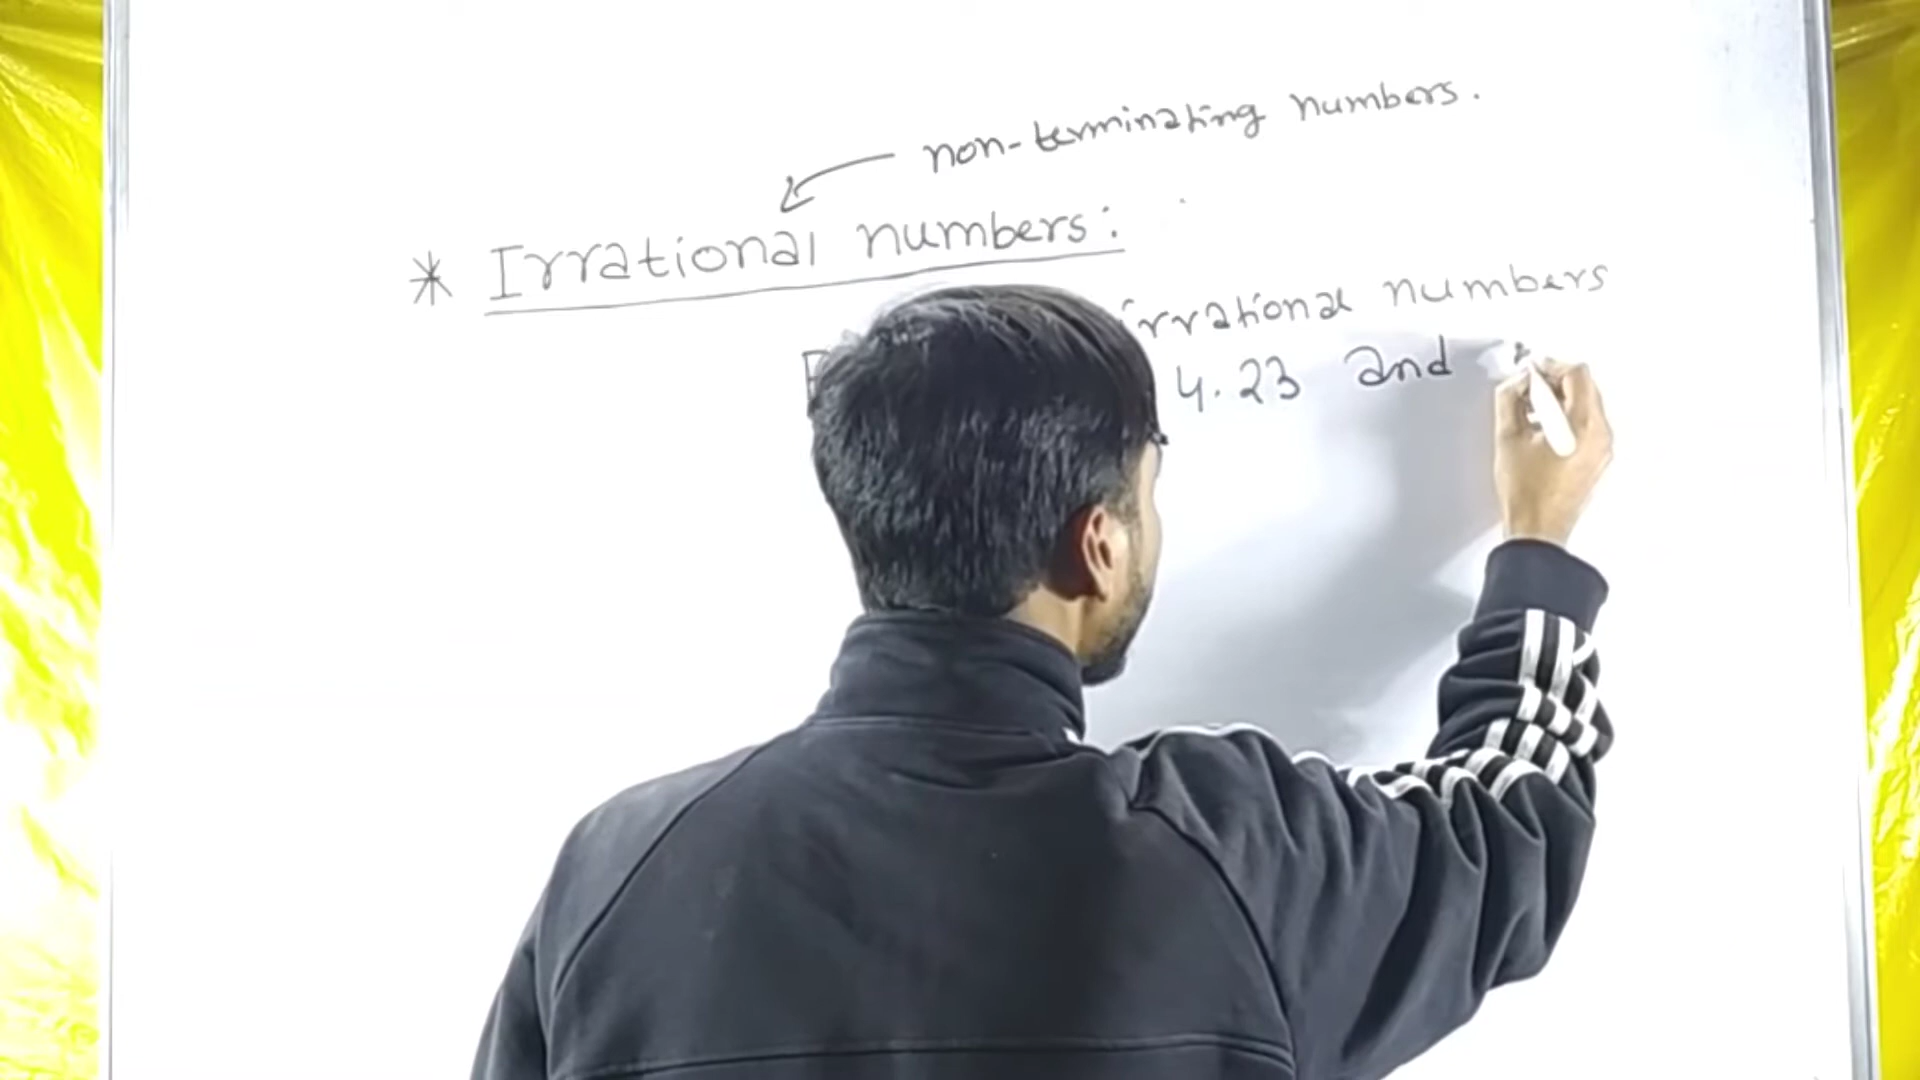 non-terminating numbers.
* Irrational numbers:
irrational numbers
4.23 and